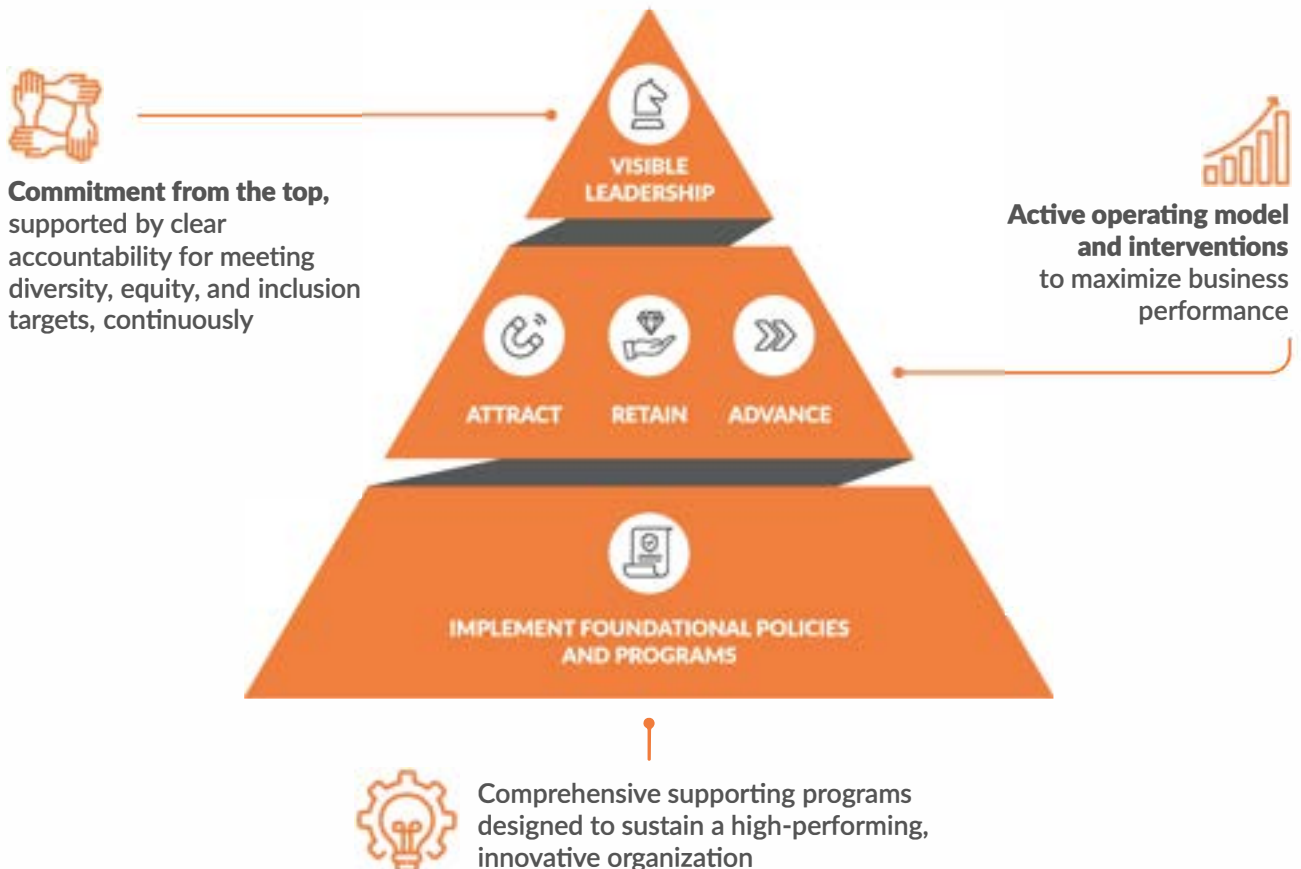 VISIBLE
LEADERSHIP
Commitment from the top,
supported by clear
accountability for meeting
diversity, equity, and inclusion
targets, continuously
Active operating model
and interventions
to maximize business
performance
ATTRACT RETAIN ADVANCE
IMPLEMENT FOUNDATIONAL POLICIES
AND PROGRAMS
Comprehensive supporting programs
designed to sustain a high-performing,
innovative organization